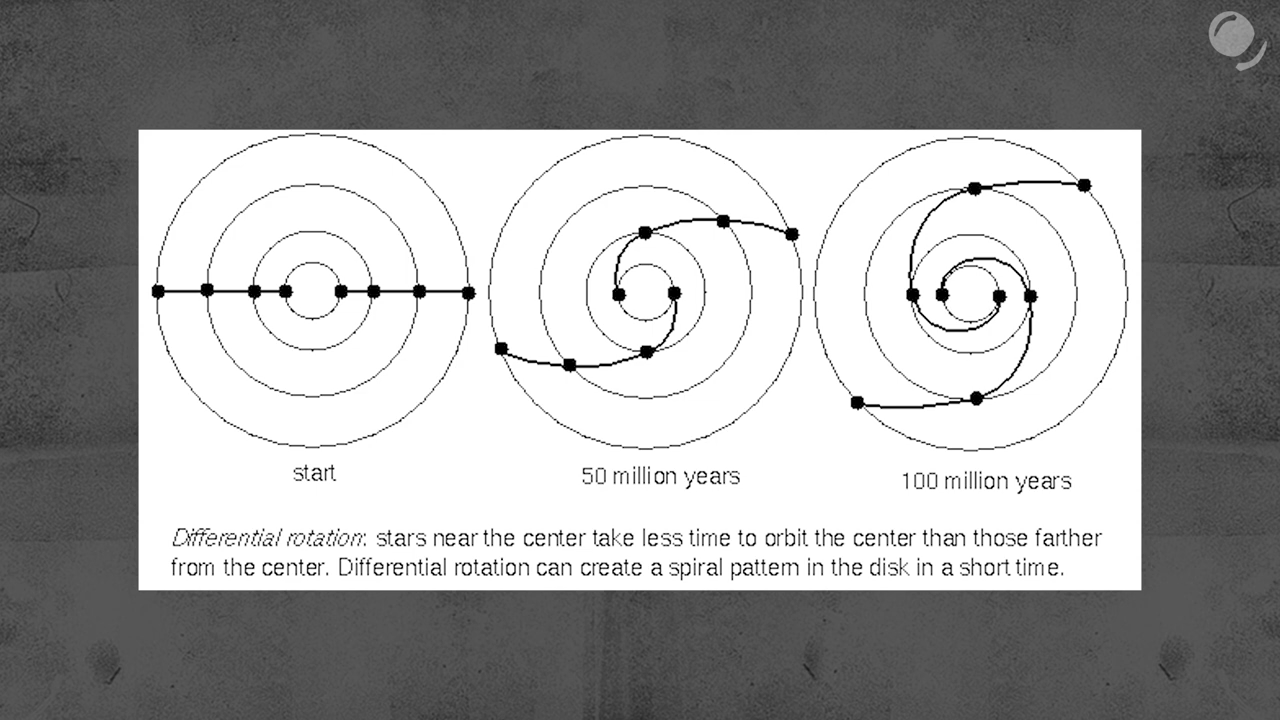 start
50 million years
100 million years
Differential rotation: stars near the center take less time to orbit the center than those farther
from the center. Differential rotation can create a spiral pattern in the disk in a short time.